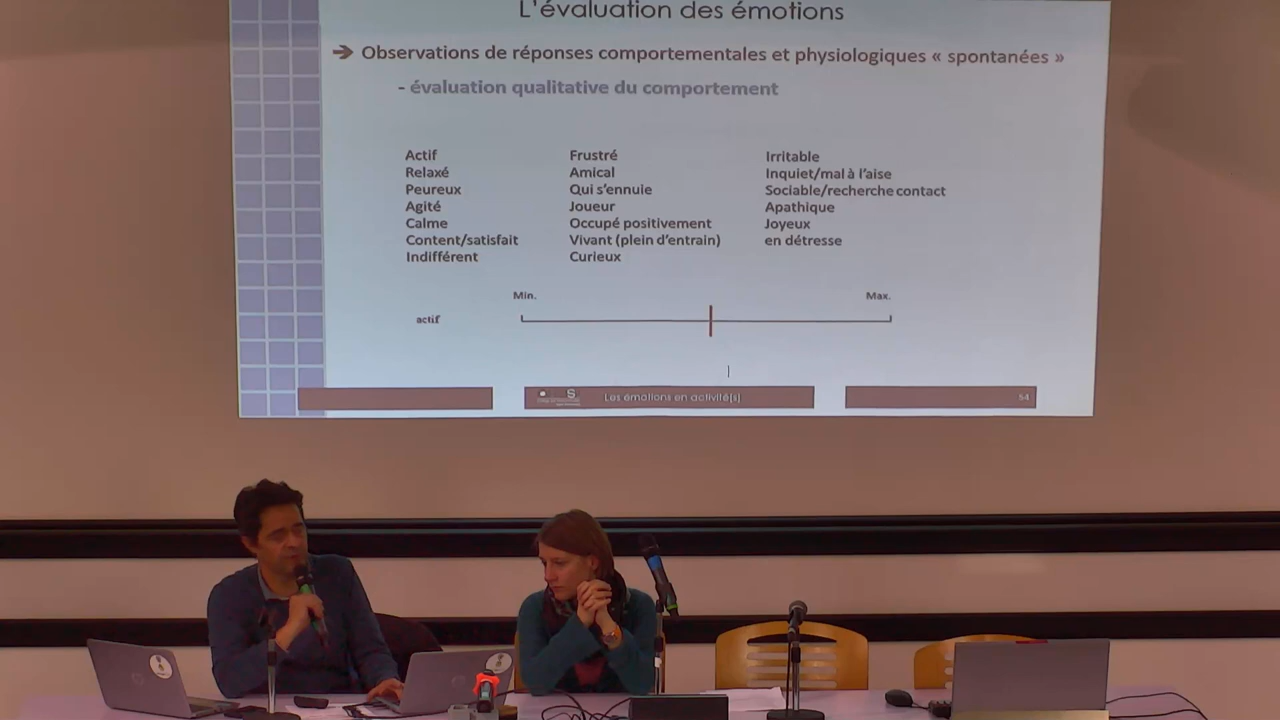 L'évaluation des émotions
➔ Observations de réponses comportementales et physiologiques « spontanées »
- évaluation qualitative du comportement
Actif
Relaxé
Peureux
Agité
Calme
Content/satisfait
Indifférent
Frustré
Amical
Qui s'ennuie
Joueur
Occupé positivement
Vivant (plein d'entrain)
Curieux
Irritable
Inquiet/mal à l'aise
Sociable/recherche contact
Apathique
Joyeux
en détresse
Min.
Max.
actif
Les émotions en activité(s)
54